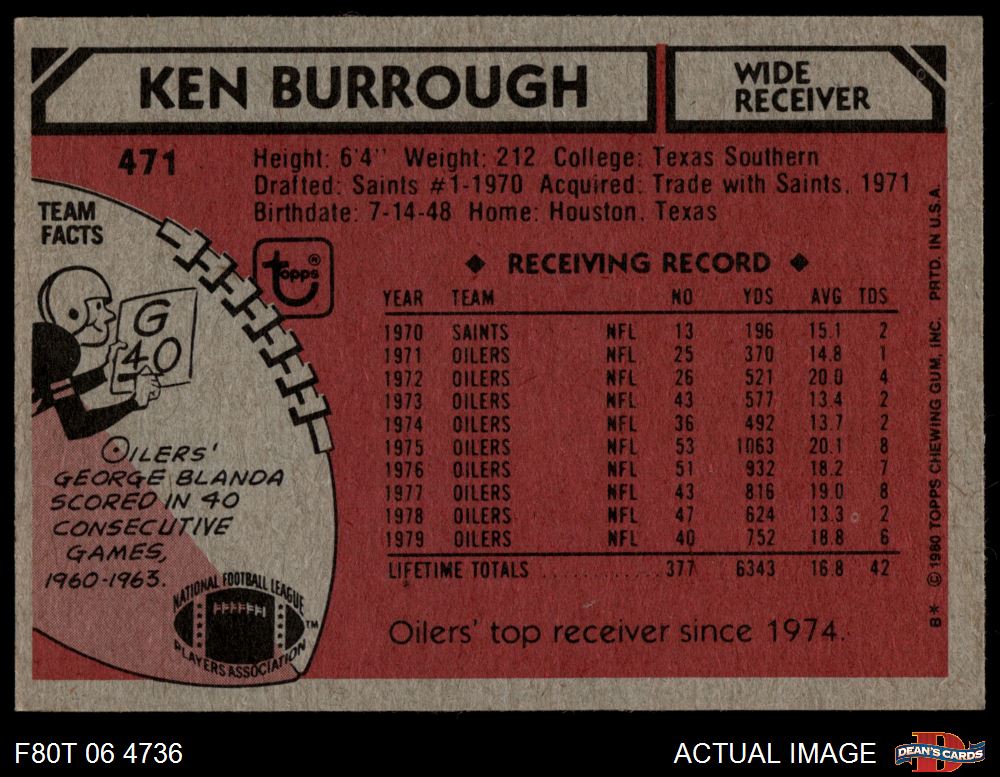 KEN BURROUGH
WIDE
RECEIVER
471
Height: 6'4" Weight: 212 College: Texas Southern
Drafted: Saints #1-1970 Acquired: Trade with Saints, 1971
Birthdate: 7-14-48 Home: Houston, Texas
TEAM
FACTS
topps®
G
40
OILERS'
GEORGE BLANDA
SCORED IN 40
CONSECUTIVE
GAMES,
1960-1963.
NATIONAL FOOTBALL LEAGUE
PLAYERS ASSOCIATION
TM
◆ RECEIVING RECORD ◆
YEAR TEAM NO YDS AVG TDS
1970 SAINTS NFL 13 196 15.1 2
1971 OILERS NFL 25 370 14.8 1
1972 OILERS NFL 26 521 20.0 4
1973 OILERS NFL 43 577 13.4 2
1974 OILERS NFL 36 492 13.7 2
1975 OILERS NFL 53 1063 20.1 8
1976 OILERS NFL 51 932 18.2 7
1977 OILERS NFL 43 816 19.0 8
1978 OILERS NFL 47 624 13.3 2
1979 OILERS NFL 40 752 18.8 6
LIFETIME TOTALS ............ 377 6343 16.8 42
Oilers' top receiver since 1974.
B* © 1980 TOPPS CHEWING GUM, INC. PRTD. IN U.S.A.
F80T 06 4736
ACTUAL IMAGE
D
DEAN'S CARDS